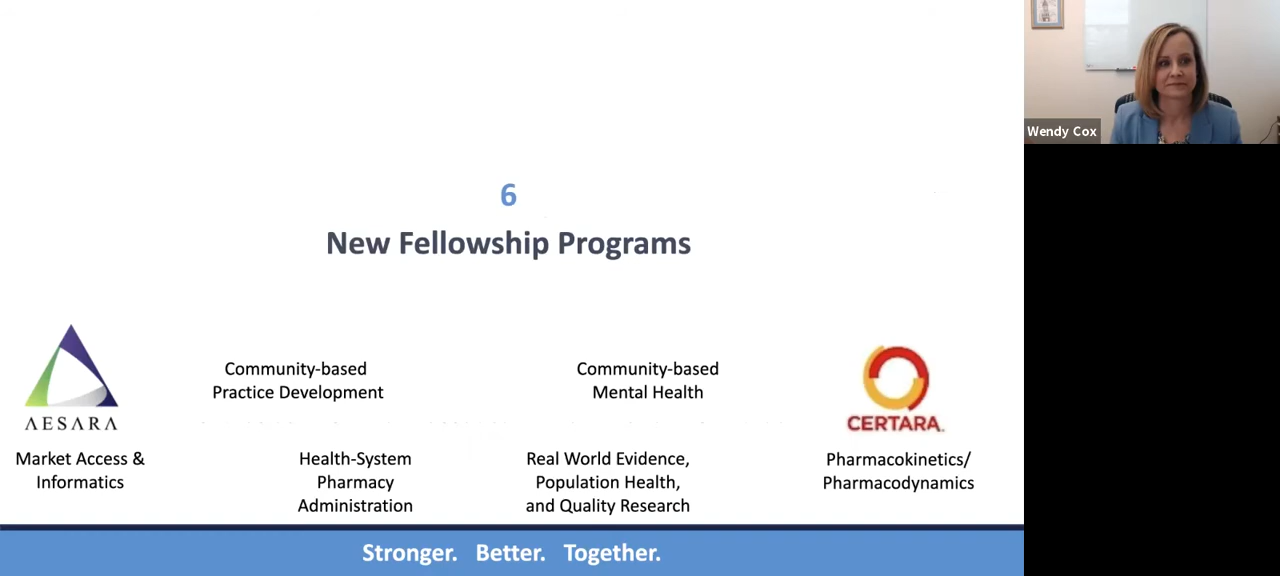 6
New Fellowship Programs
AESARA
Market Access &
Informatics
Community-based
Practice Development
Health-System
Pharmacy
Administration
Community-based
Mental Health
Real World Evidence,
Population Health,
and Quality Research
CERTARA
Pharmacokinetics/
Pharmacodynamics
Stronger. Better. Together.
Wendy Cox